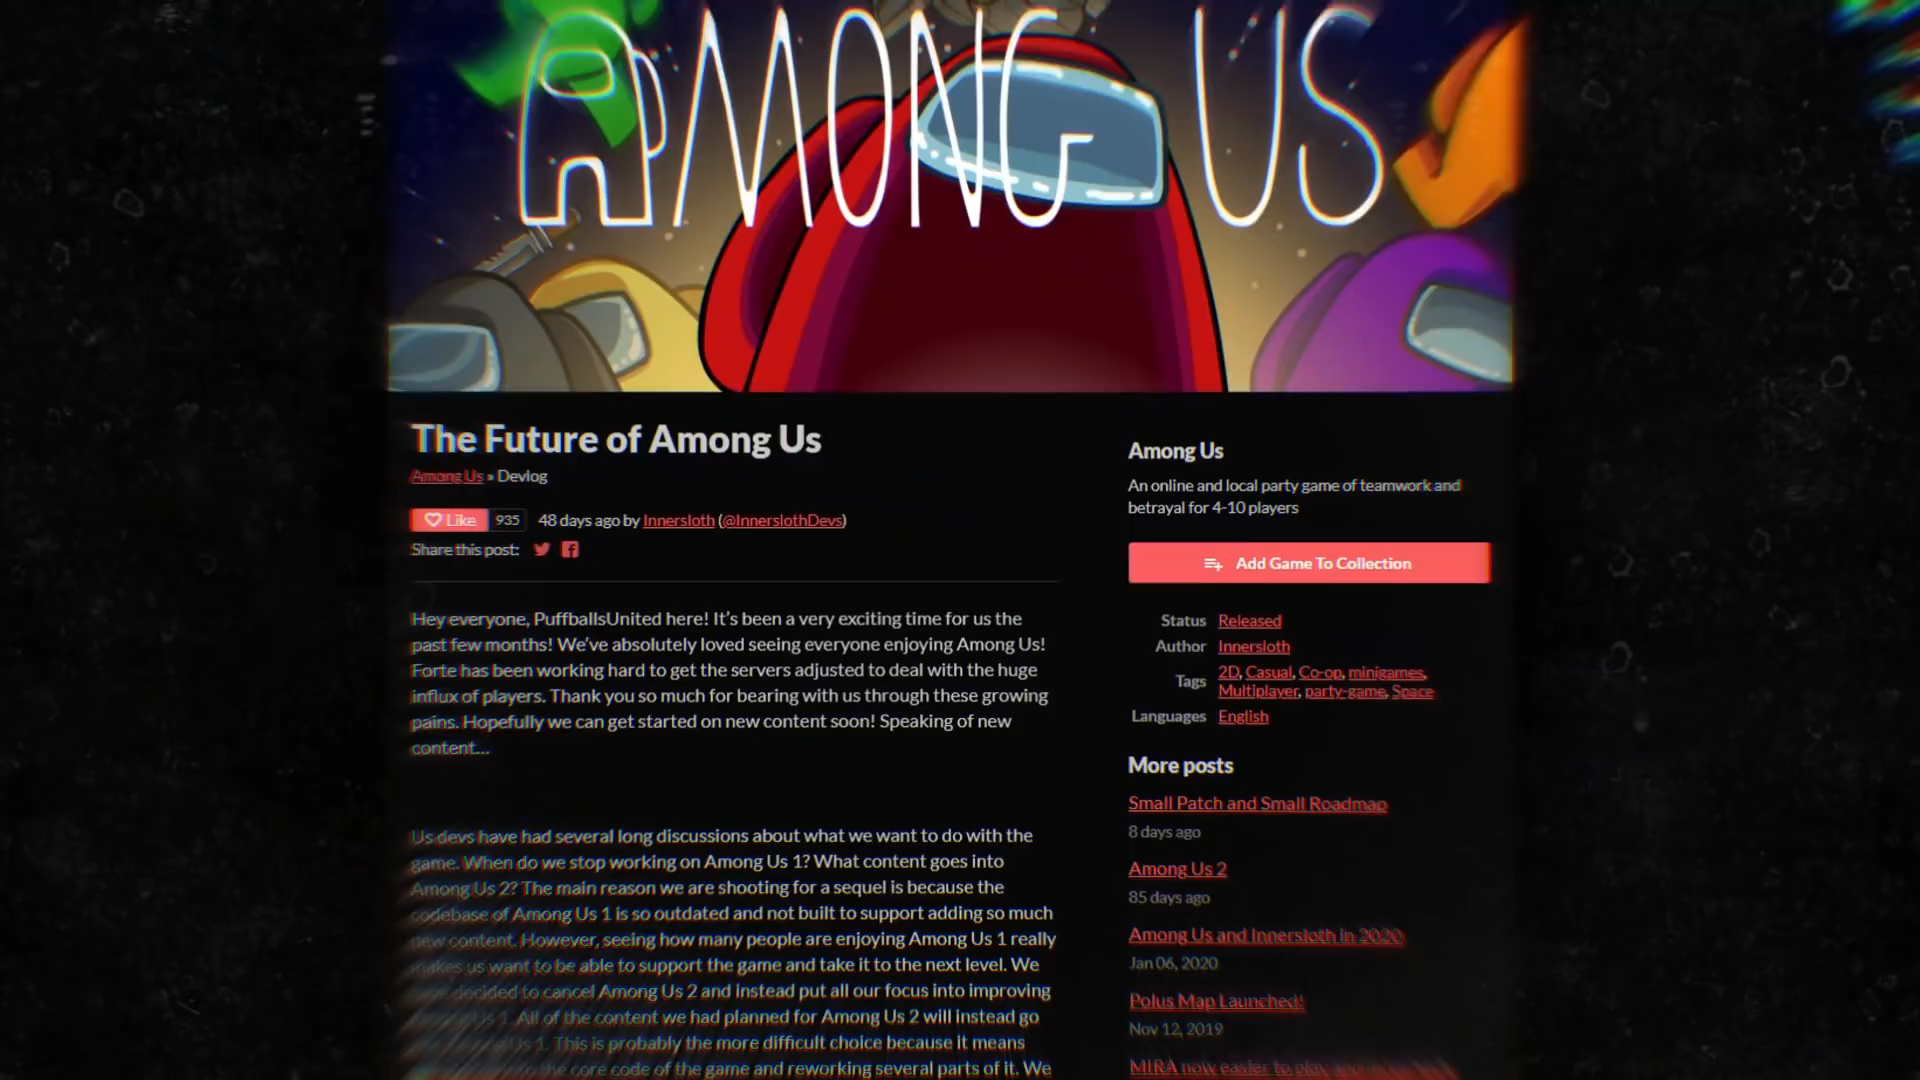 AMONG US
The Future of Among Us
Among Us » Devlog
Like 935 48 days ago by Innersloth (@InnerslothDevs)
Share this post:
Hey everyone, PuffballsUnited here! It's been a very exciting time for us the
past few months! We've absolutely loved seeing everyone enjoying Among Us!
Forte has been working hard to get the servers adjusted to deal with the huge
influx of players. Thank you so much for bearing with us through these growing
pains. Hopefully we can get started on new content soon! Speaking of new
content...
Us devs have had several long discussions about what we want to do with the
game. When do we stop working on Among Us 1? What content goes into
Among Us 2? The main reason we are shooting for a sequel is because the
codebase of Among Us 1 is so outdated and not built to support adding so much
new content. However, seeing how many people are enjoying Among Us 1 really
makes us want to be able to support the game and take it to the next level. We
decided to cancel Among Us 2 and instead put all our focus into improving
Us 1. All of the content we had planned for Among Us 2 will instead go
Us 1. This is probably the more difficult choice because it means
the core code of the game and reworking several parts of it. We
Among Us
An online and local party game of teamwork and
betrayal for 4-10 players
Add Game To Collection
Status Released
Author Innersloth
Tags 2D, Casual, Co-op, minigames,
Multiplayer, party-game, Space
Languages English
More posts
Small Patch and Small Roadmap
8 days ago
Among Us 2
85 days ago
Among Us and Innersloth in 2020
Jan 06, 2020
Polus Map Launched!
Nov 12, 2019
MIRA now easier to play